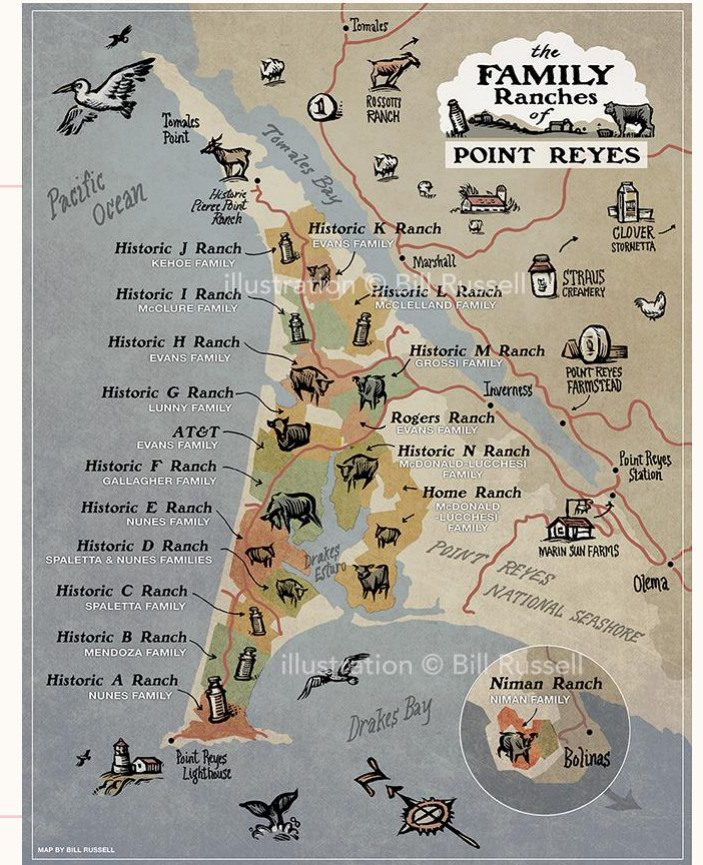 the
FAMILY
Ranches
of
POINT REYES
Tomales
1
ROSSOTTI
RANCH
Tomales
Point
Tomales Bay
Pacific
Ocean
Historic
Pierce Point
Ranch
CLOVER
STORNETTA
Historic K Ranch
EVANS FAMILY
Historic J Ranch
KEHOE FAMILY
Marshall
STRAUS
CREAMERY
illustration © Bill Russell
Historic I Ranch
McCLURE FAMILY
Historic L Ranch
McCLELLAND FAMILY
Historic H Ranch
EVANS FAMILY
Historic M Ranch
GROSSI FAMILY
POINT REYES
FARMSTEAD
Historic G Ranch
LUNNY FAMILY
Inverness
AT&T
EVANS FAMILY
Rogers Ranch
EVANS FAMILY
Historic F Ranch
GALLAGHER FAMILY
Historic N Ranch
McDONALD-LUCCHESI
FAMILY
Point Reyes
Station
Historic E Ranch
NUNES FAMILY
Home Ranch
McDONALD
-LUCCHESI
FAMILY
Historic D Ranch
SPALETTA & NUNES FAMILIES
Drakes
Estero
MARIN SUN FARMS
POINT REYES
NATIONAL SEASHORE
Olema
Historic C Ranch
SPALETTA FAMILY
Historic B Ranch
MENDOZA FAMILY
illustration © Bill Russell
Historic A Ranch
NUNES FAMILY
Niman Ranch
NIMAN FAMILY
Drakes Bay
Bolinas
Point Reyes
Lighthouse
MAP BY BILL RUSSELL